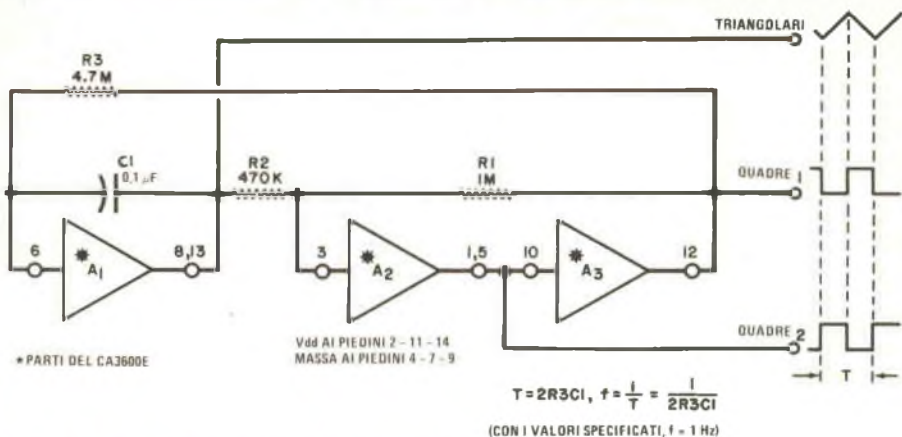 TRIANGOLARI
R3
4.7M
C1
0,1 µF
R2
470K
R1
1M
QUADRE 1
6
* A1
8,13
3
* A2
1,5
10
* A3
12
QUADRE 2
* PARTI DEL CA3600E
Vdd AI PIEDINI 2 - 11 - 14
MASSA AI PIEDINI 4 - 7 - 9
T
T = 2R3C1, f = 1/T = 1/2R3C1
(CON I VALORI SPECIFICATI, f = 1 Hz)